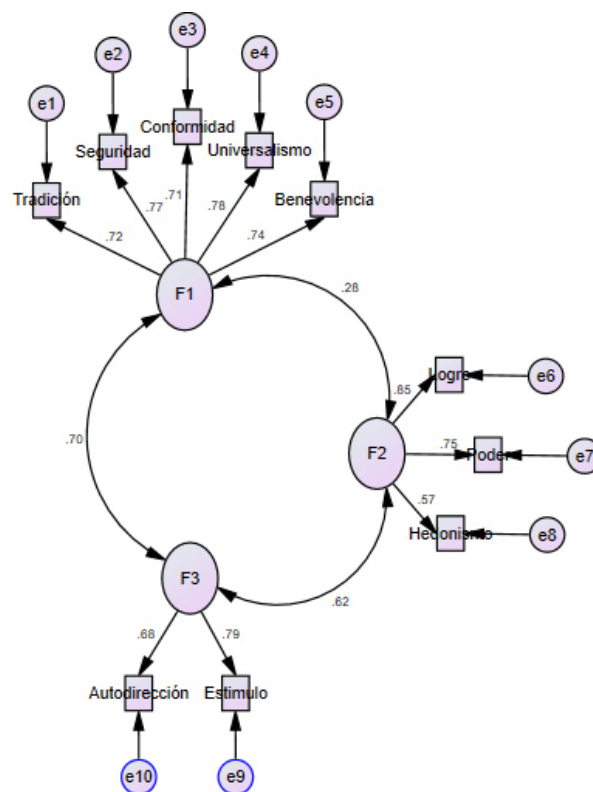 e3
e2
e4
e1
e5
Conformidad
Seguridad
Universalismo
Tradición
Benevolencia
.71
.77
.78
.72
.74
F1
.28
Logro
e6
.85
.70
F2
.75
Poder
e7
.57
Hedonismo
e8
F3
.62
.68
.79
Autodirección
Estimulo
e10
e9